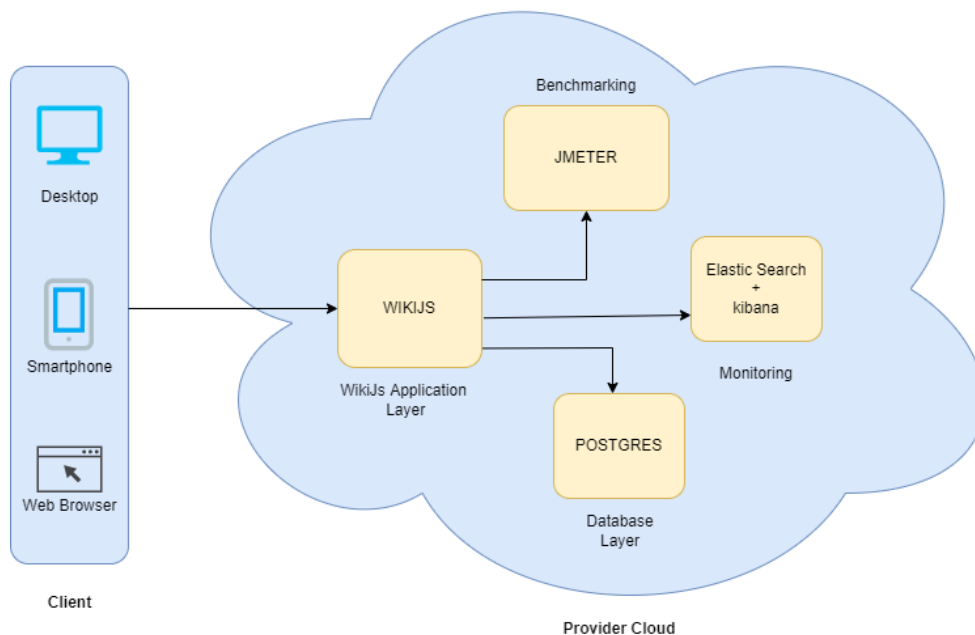 Desktop
Smartphone
Web Browser
Client
Benchmarking
JMETER
WIKIJS
WikiJs Application
Layer
Elastic Search
+
kibana
Monitoring
POSTGRES
Database
Layer
Provider Cloud